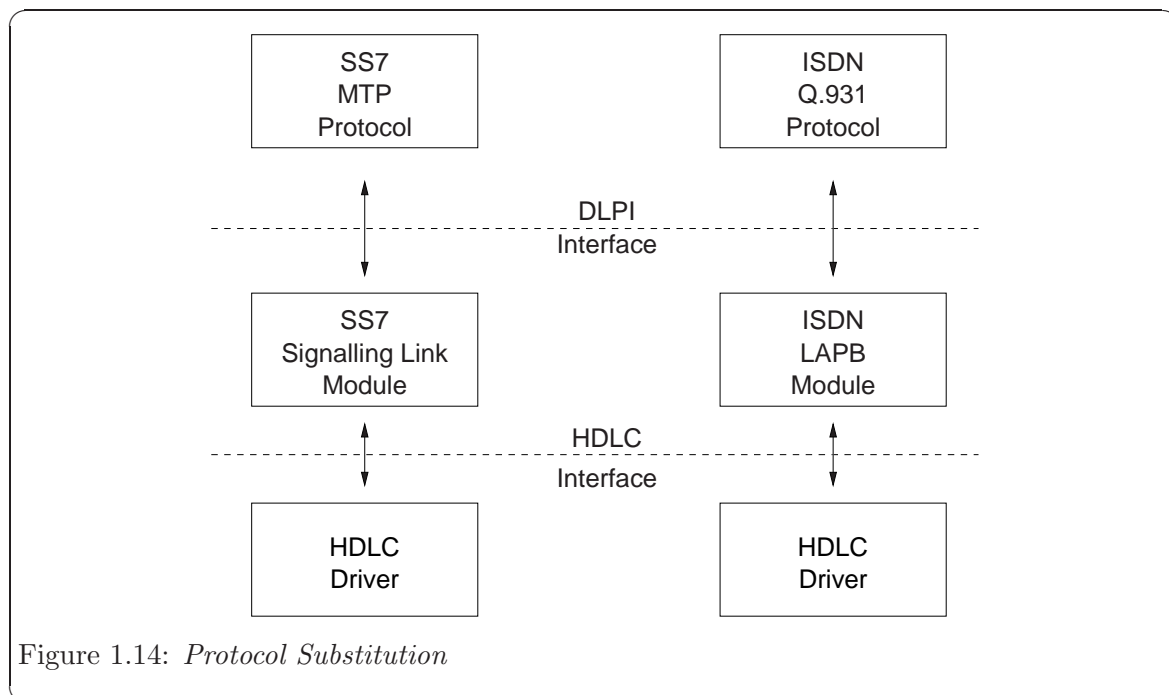 SS7
MTP
Protocol
ISDN
Q.931
Protocol
DLPI
Interface
SS7
Signalling Link
Module
ISDN
LAPB
Module
HDLC
Interface
HDLC
Driver
HDLC
Driver
Figure 1.14: Protocol Substitution